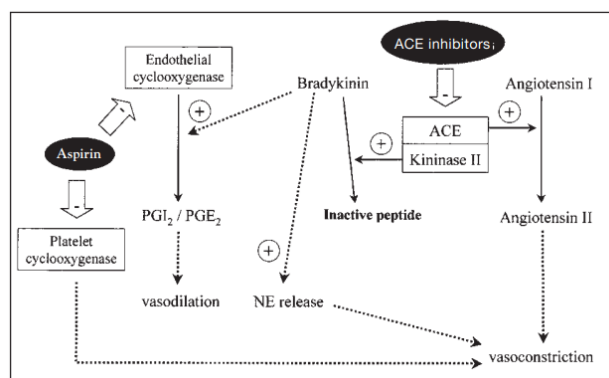 ACE inhibitors
Endothelial
cyclooxygenase
Bradykinin
Angiotensin I
-
+
+
-
ACE
Kininase II
+
Aspirin
-
PGI₂ / PGE₂
Inactive peptide
Angiotensin II
Platelet
cyclooxygenase
+
vasodilation
NE release
vasoconstriction